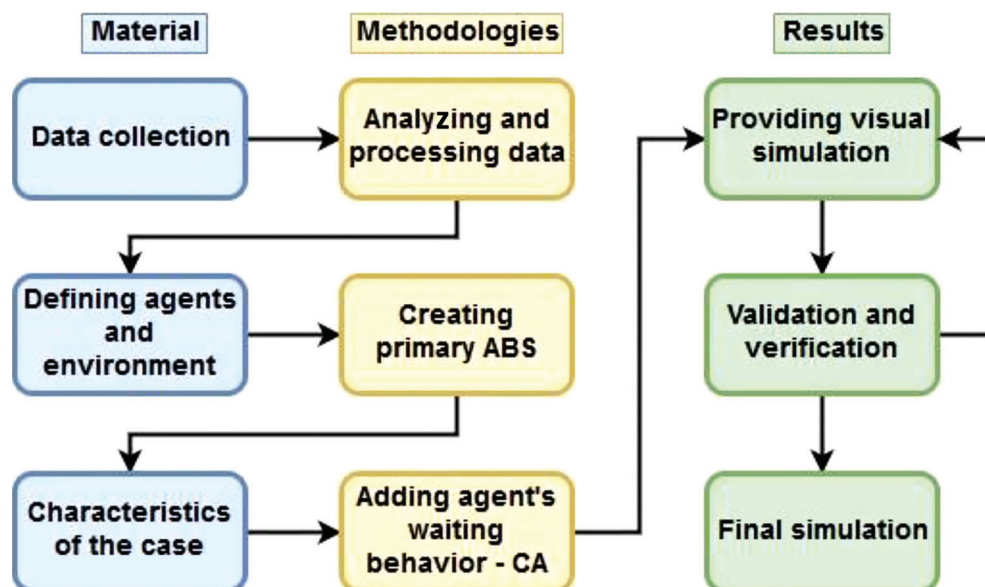 Material
Methodologies
Results
Data collection
Analyzing and
processing data
Providing visual
simulation
Defining agents
and
environment
Creating
primary ABS
Validation and
verification
Characteristics
of the case
Adding agent's
waiting
behavior - CA
Final simulation